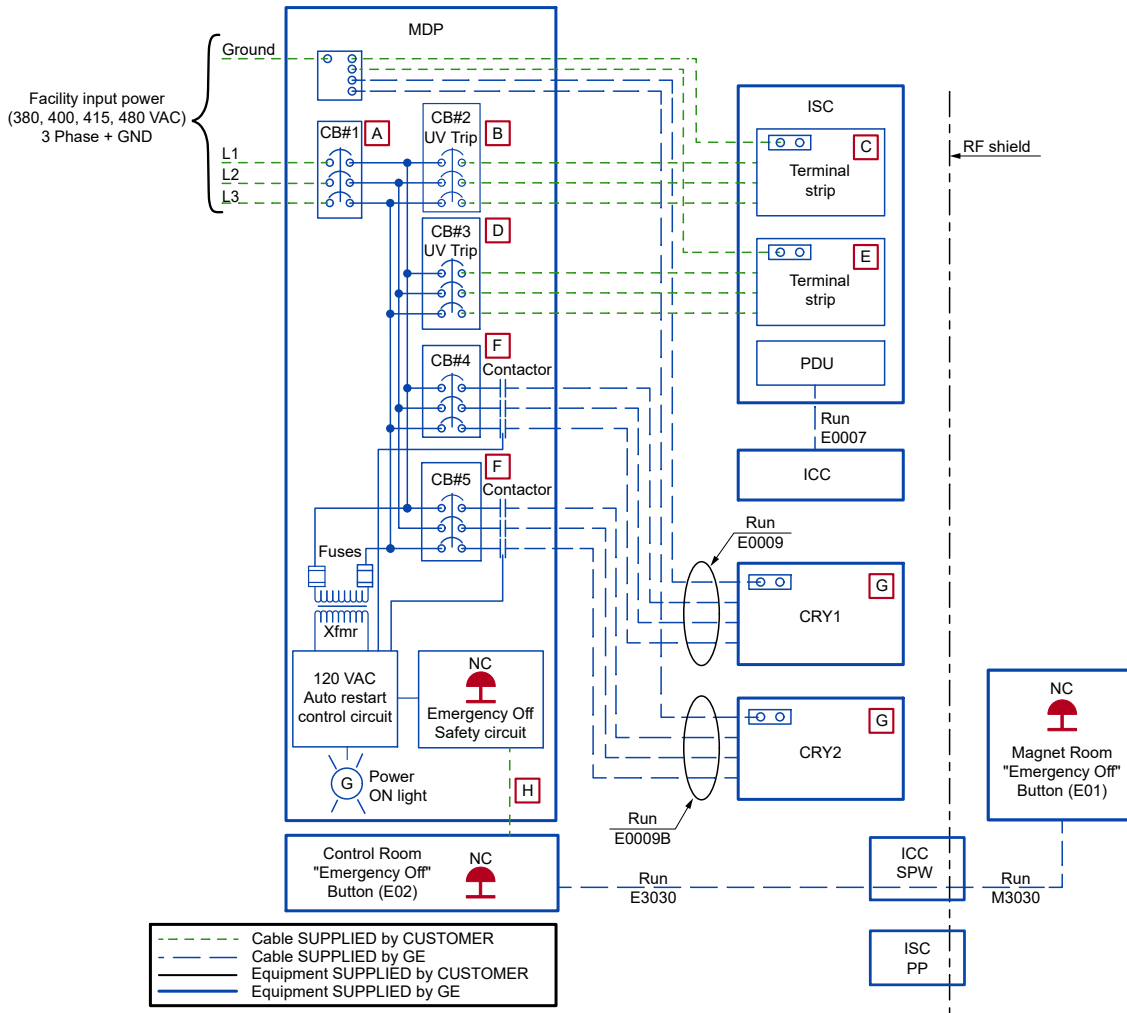 MDP
Ground
Facility input power
(380, 400, 415, 480 VAC)
3 Phase + GND
L1
L2
L3
CB#1
A
CB#2
UV Trip
B
CB#3
UV Trip
D
CB#4
F
Contactor
CB#5
F
Contactor
Fuses
Xfmr
120 VAC
Auto restart
control circuit
NC
Emergency Off
Safety circuit
G
Power
ON light
H
ISC
C
Terminal
strip
E
Terminal
strip
PDU
Run
E0007
ICC
RF shield
Run
E0009
G
CRY1
G
CRY2
Run
E0009B
NC
Magnet Room
"Emergency Off"
Button (E01)
Control Room
"Emergency Off"
Button (E02)
NC
Run
E3030
ICC
SPW
Run
M3030
ISC
PP
Cable SUPPLIED by CUSTOMER
Cable SUPPLIED by GE
Equipment SUPPLIED by CUSTOMER
Equipment SUPPLIED by GE